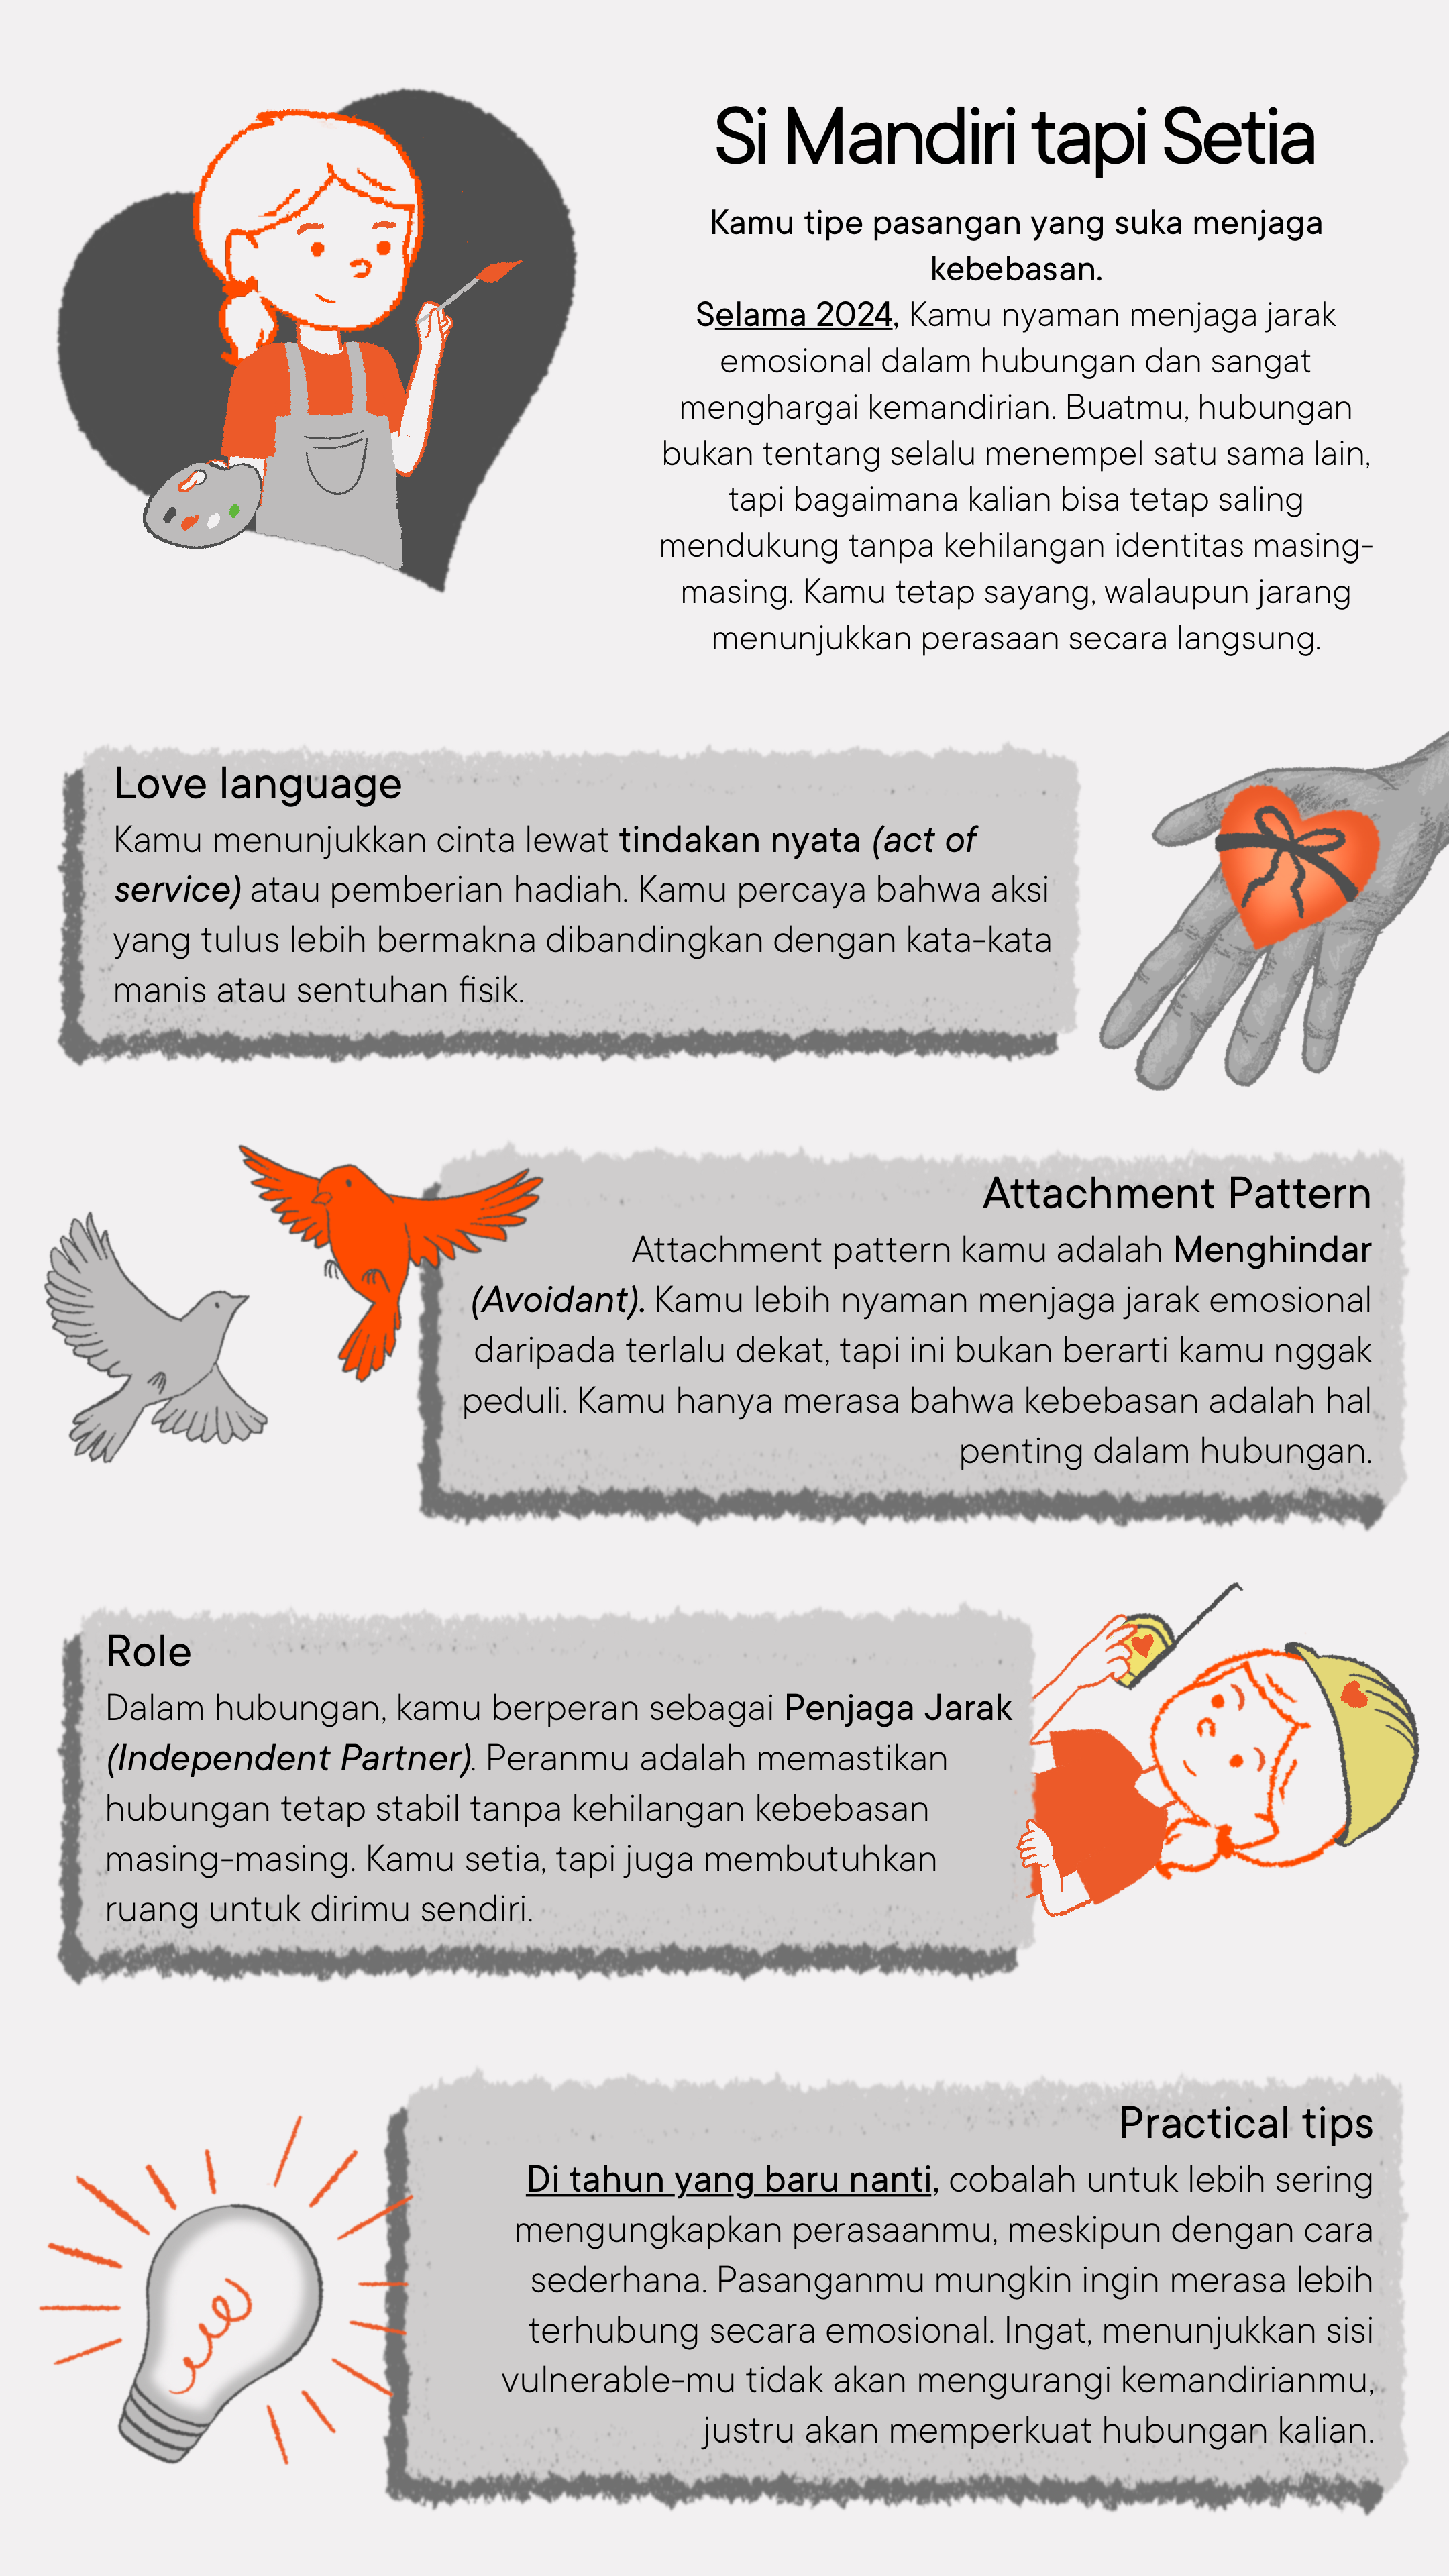 Si Mandiri tapi Setia
Kamu tipe pasangan yang suka menjaga
kebebasan.
Selama 2024, Kamu nyaman menjaga jarak
emosional dalam hubungan dan sangat
menghargai kemandirian. Buatmu, hubungan
bukan tentang selalu menempel satu sama lain,
tapi bagaimana kalian bisa tetap saling
mendukung tanpa kehilangan identitas masing-
masing. Kamu tetap sayang, walaupun jarang
menunjukkan perasaan secara langsung.
Love language
Kamu menunjukkan cinta lewat tindakan nyata (act of
service) atau pemberian hadiah. Kamu percaya bahwa aksi
yang tulus lebih bermakna dibandingkan dengan kata-kata
manis atau sentuhan fisik.
Attachment Pattern
Attachment pattern kamu adalah Menghindar
(Avoidant). Kamu lebih nyaman menjaga jarak emosional
daripada terlalu dekat, tapi ini bukan berarti kamu nggak
peduli. Kamu hanya merasa bahwa kebebasan adalah hal
penting dalam hubungan.
Role
Dalam hubungan, kamu berperan sebagai Penjaga Jarak
(Independent Partner). Peranmu adalah memastikan
hubungan tetap stabil tanpa kehilangan kebebasan
masing-masing. Kamu setia, tapi juga membutuhkan
ruang untuk dirimu sendiri.
Practical tips
Di tahun yang baru nanti, cobalah untuk lebih sering
mengungkapkan perasaanmu, meskipun dengan cara
sederhana. Pasanganmu mungkin ingin merasa lebih
terhubung secara emosional. Ingat, menunjukkan sisi
vulnerable-mu tidak akan mengurangi kemandirianmu,
justru akan memperkuat hubungan kalian.